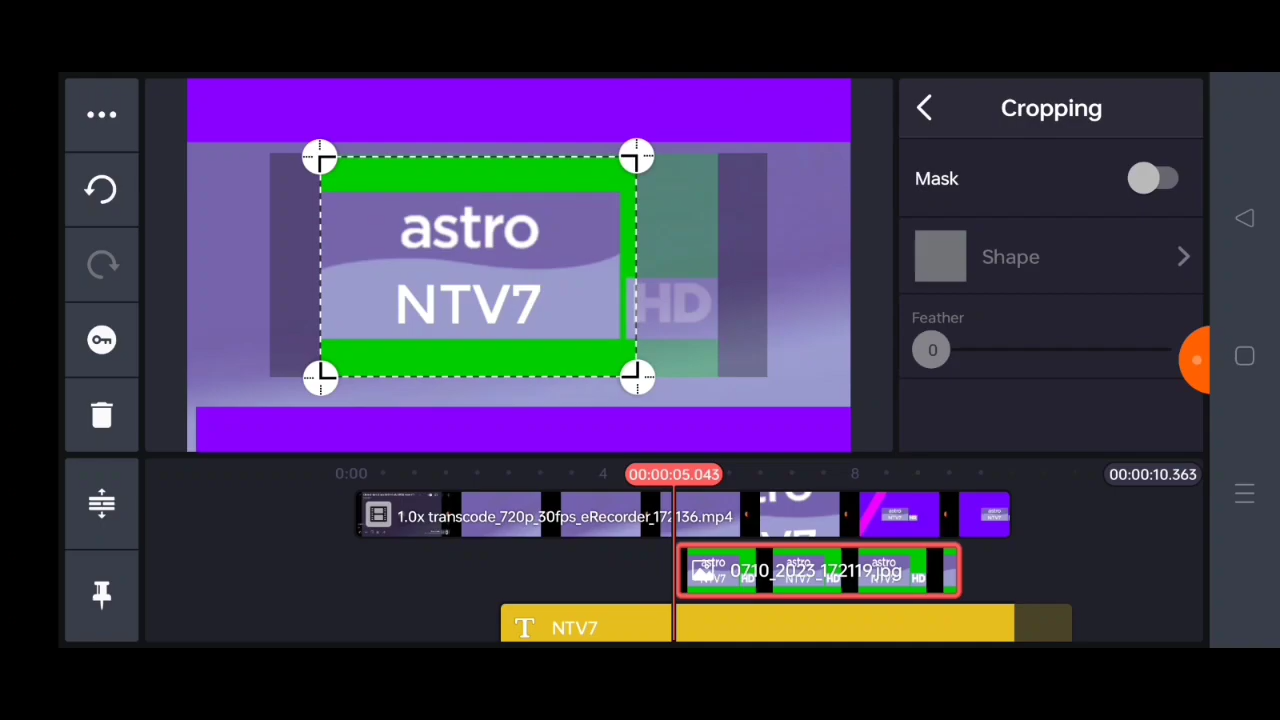 Cropping
Mask
astro
NTV7
HD
Shape
Feather
0
0:00
4
00:00:05.043
8
00:00:10.363
1.0x transcode_720p_30fps_eRecorder_172136.mp4
0710_2023_172119.jpg
T NTV7